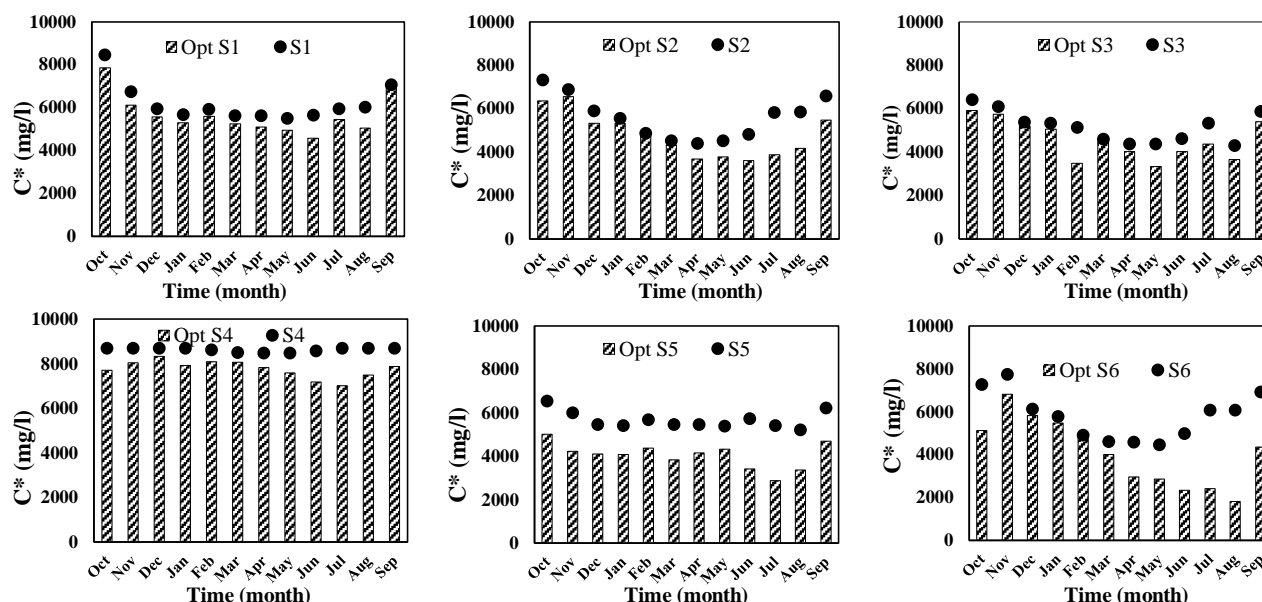 10000
8000
6000
4000
2000
0
C* (mg/l)
Opt S1 S1
Oct Nov Dec Jan Feb Mar Apr May Jun Jul Aug Sep
Time (month)
10000
8000
6000
4000
2000
0
C* (mg/l)
Opt S2 S2
Oct Nov Dec Jan Feb Mar Apr May Jun Jul Aug Sep
Time (month)
10000
8000
6000
4000
2000
0
C* (mg/l)
Opt S3 S3
Oct Nov Dec Jan Feb Mar Apr May Jun Jul Aug Sep
Time (month)
10000
8000
6000
4000
2000
0
C* (mg/l)
Opt S4 S4
Oct Nov Dec Jan Feb Mar Apr May Jun Jul Aug Sep
Time (month)
10000
8000
6000
4000
2000
0
C* (mg/l)
Opt S5 S5
Oct Nov Dec Jan Feb Mar Apr May Jun Jul Aug Sep
Time (month)
10000
8000
6000
4000
2000
0
C* (mg/l)
Opt S6 S6
Oct Nov Dec Jan Feb Mar Apr May Jun Jul Aug Sep
Time (month)